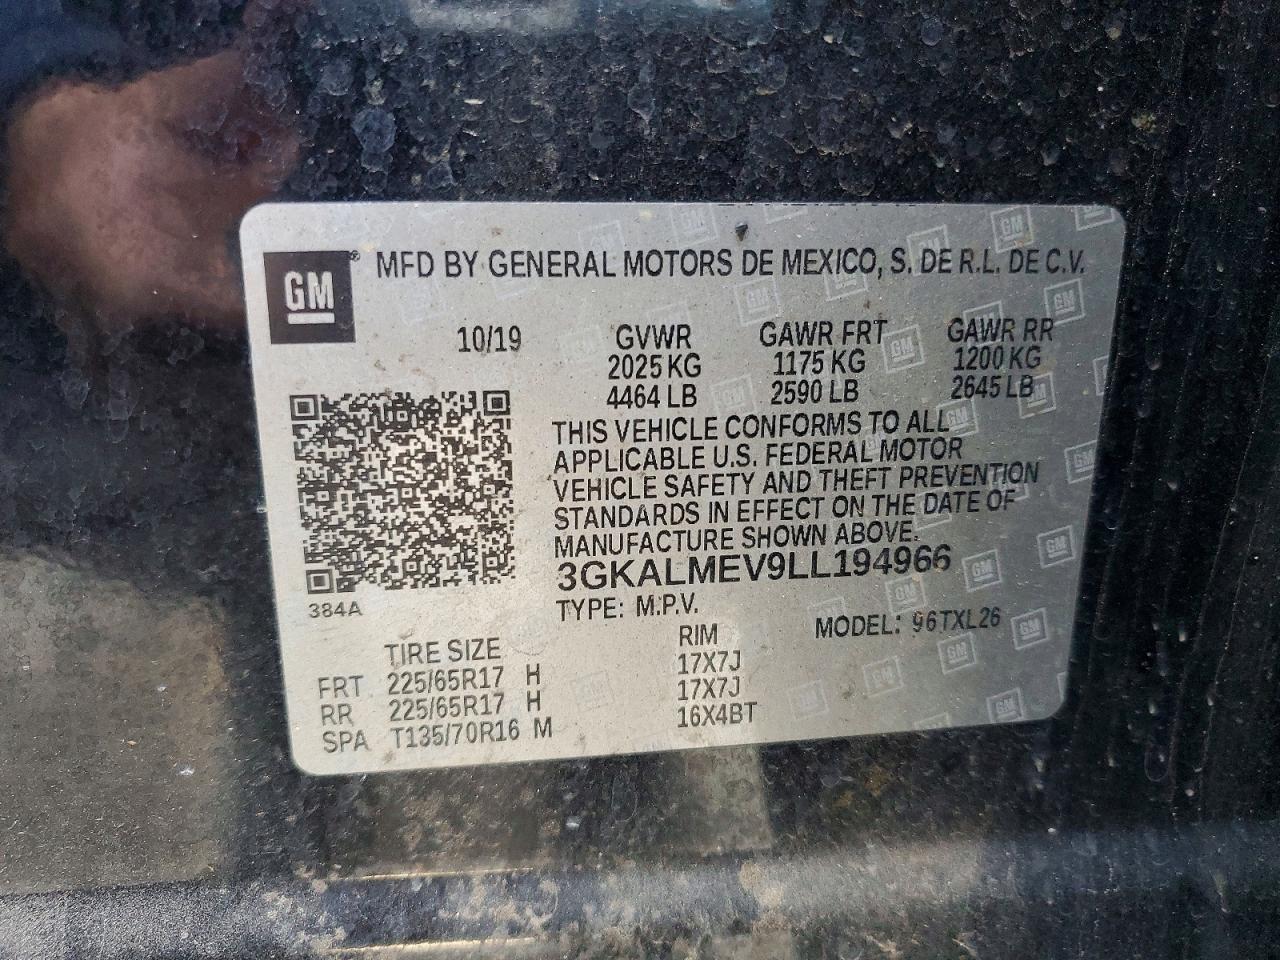 GM® MFD BY GENERAL MOTORS DE MEXICO, S. DE R.L. DE C.V.
10/19 GVWR GAWR FRT GAWR RR
2025 KG 1175 KG 1200 KG
4464 LB 2590 LB 2645 LB
THIS VEHICLE CONFORMS TO ALL
APPLICABLE U.S. FEDERAL MOTOR
VEHICLE SAFETY AND THEFT PREVENTION
STANDARDS IN EFFECT ON THE DATE OF
MANUFACTURE SHOWN ABOVE.
3GKALMEV9LL194966
384A
TYPE: M.P.V. MODEL: 96TXL26
TIRE SIZE RIM
FRT 225/65R17 H 17X7J
RR 225/65R17 H 17X7J
SPA T135/70R16 M 16X4BT